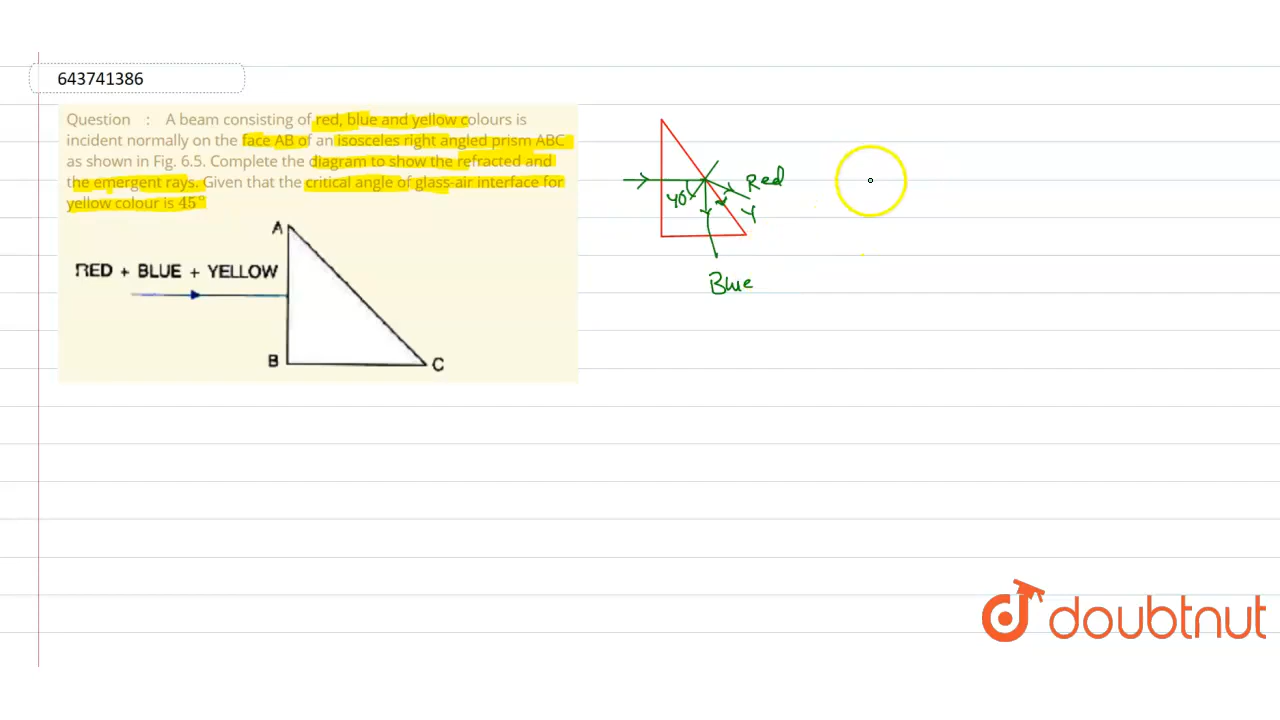 643741386
Question : A beam consisting of red, blue and yellow colours is
incident normally on the face AB of an isosceles right angled prism ABC
as shown in Fig. 6.5. Complete the diagram to show the refracted and
the emergent rays. Given that the critical angle of glass-air interface for
yellow colour is 45°
A
RED + BLUE + YELLOW
B
C
Red
40
Y
Blue
doubtnut